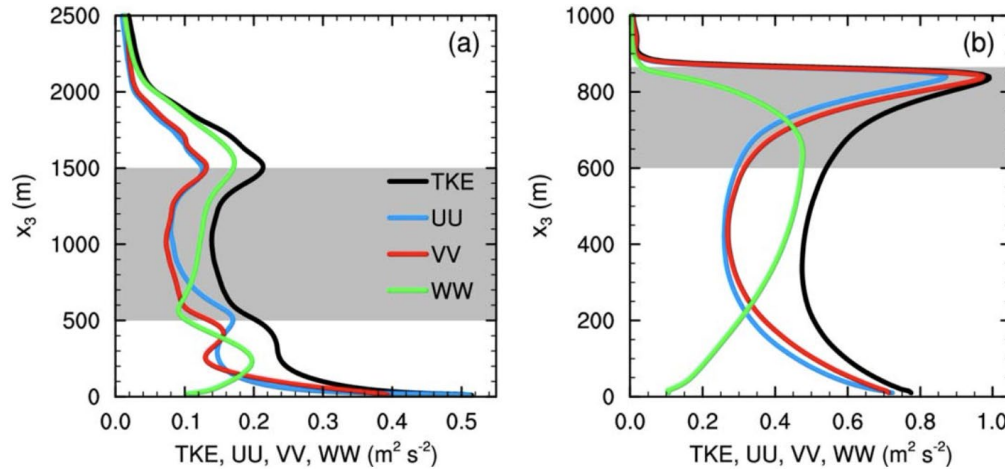 2500
2000
1500
1000
500
0
x₃ (m)
(a)
TKE
UU
VV
WW
0.0 0.1 0.2 0.3 0.4 0.5
TKE, UU, VV, WW (m² s⁻²)
1000
800
600
400
200
0
x₃ (m)
(b)
0.0 0.2 0.4 0.6 0.8 1.0
TKE, UU, VV, WW (m² s⁻²)